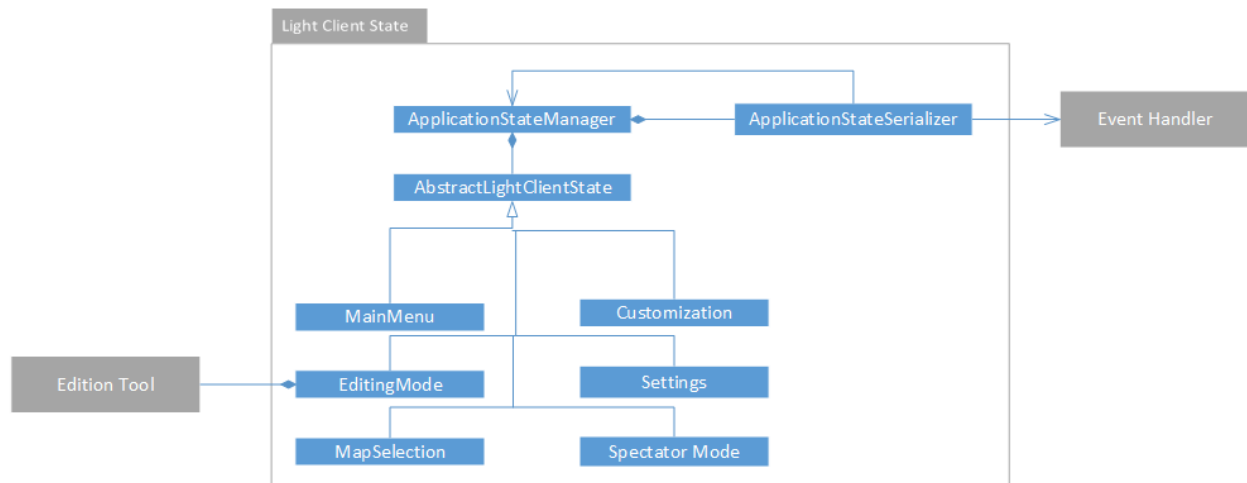 Light Client State
ApplicationStateManager
ApplicationStateSerializer
Event Handler
AbstractLightClientState
MainMenu
Customization
Edition Tool
EditingMode
Settings
MapSelection
Spectator Mode